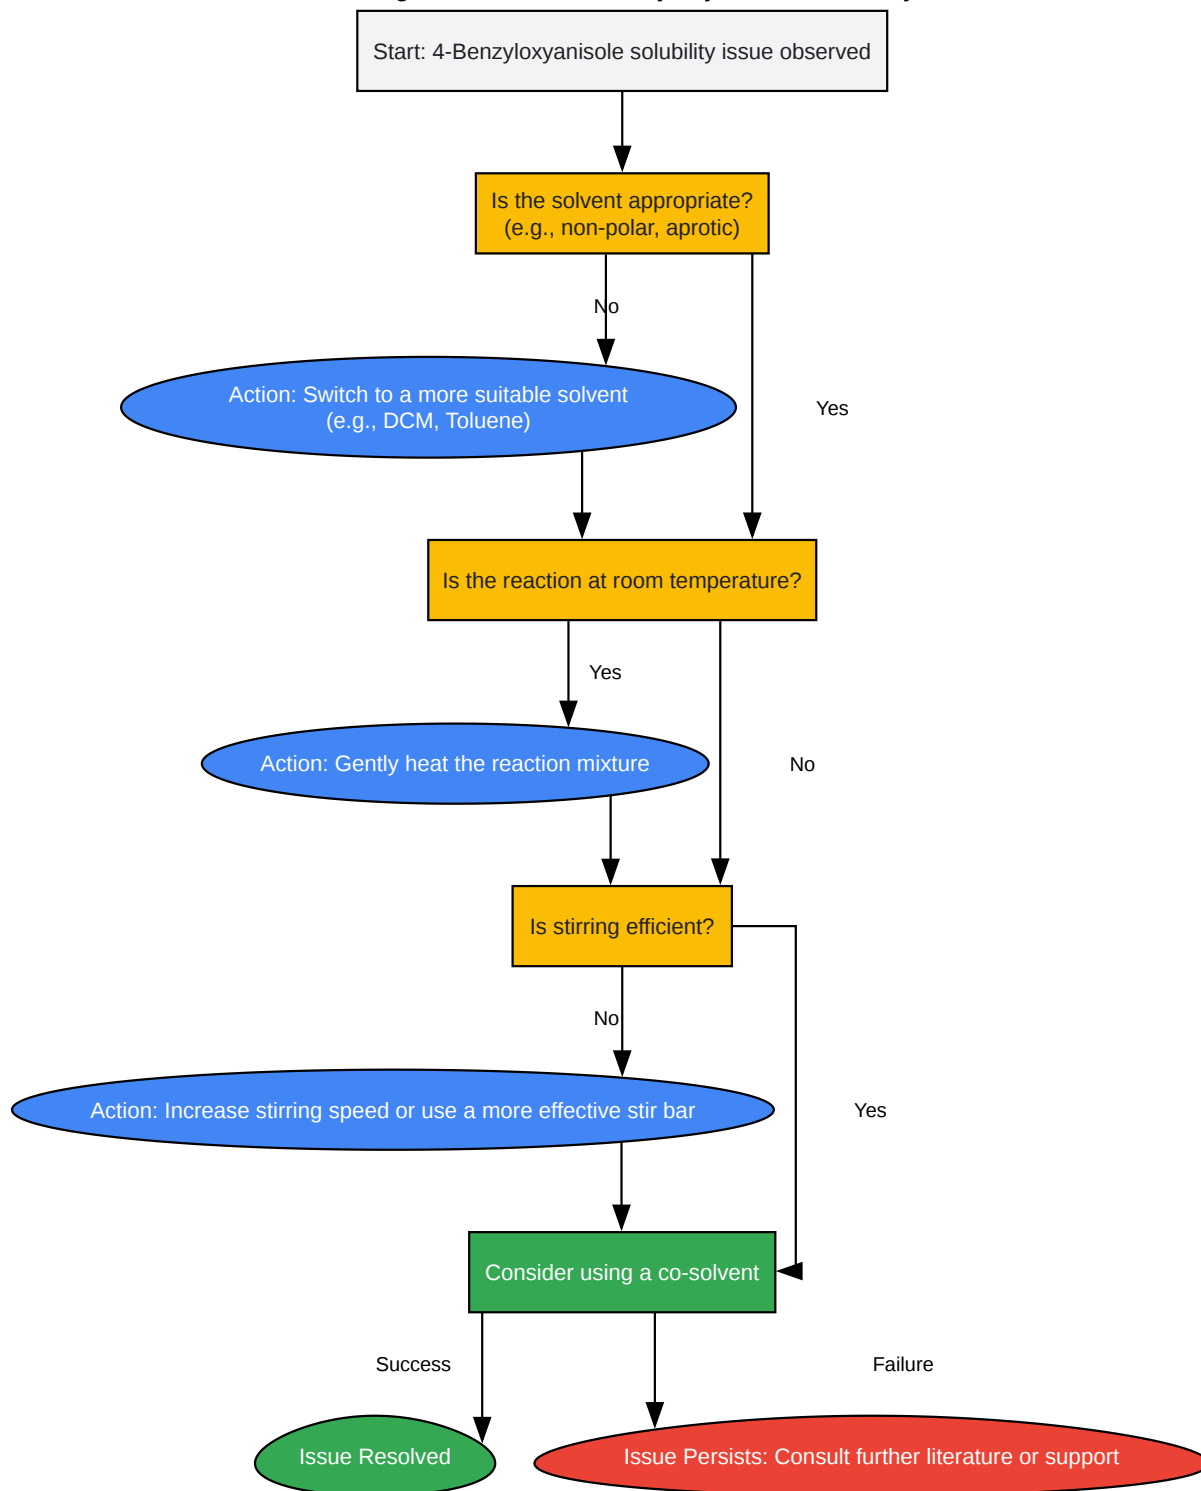 Start: 4-Benzyloxyanisole solubility issue observed
Is the solvent appropriate?
(e.g., non-polar, aprotic)
No
Action: Switch to a more suitable solvent
(e.g., DCM, Toluene)
Yes
Is the reaction at room temperature?
Yes
Action: Gently heat the reaction mixture
No
Is stirring efficient?
No
Action: Increase stirring speed or use a more effective stir bar
Yes
Consider using a co-solvent
Success
Failure
Issue Resolved
Issue Persists: Consult further literature or support